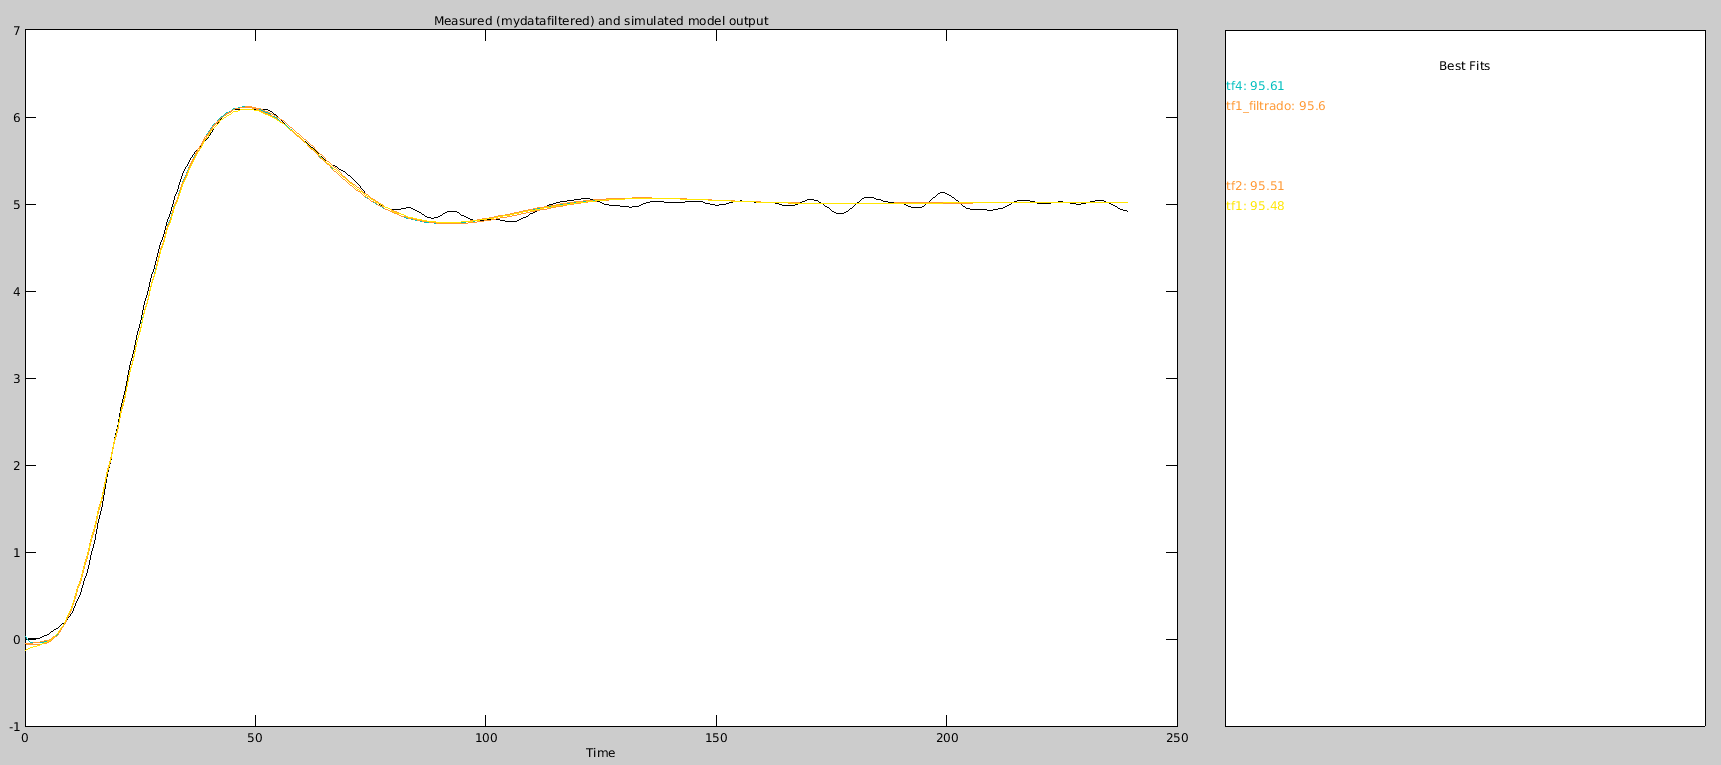 Measured (mydatafiltered) and simulated model output
7
6
5
4
3
2
1
0
-1
0 50 100 150 200 250
Time
Best Fits
tf4: 95.61
tf1_filtrado: 95.6
tf2: 95.51
tf1: 95.48